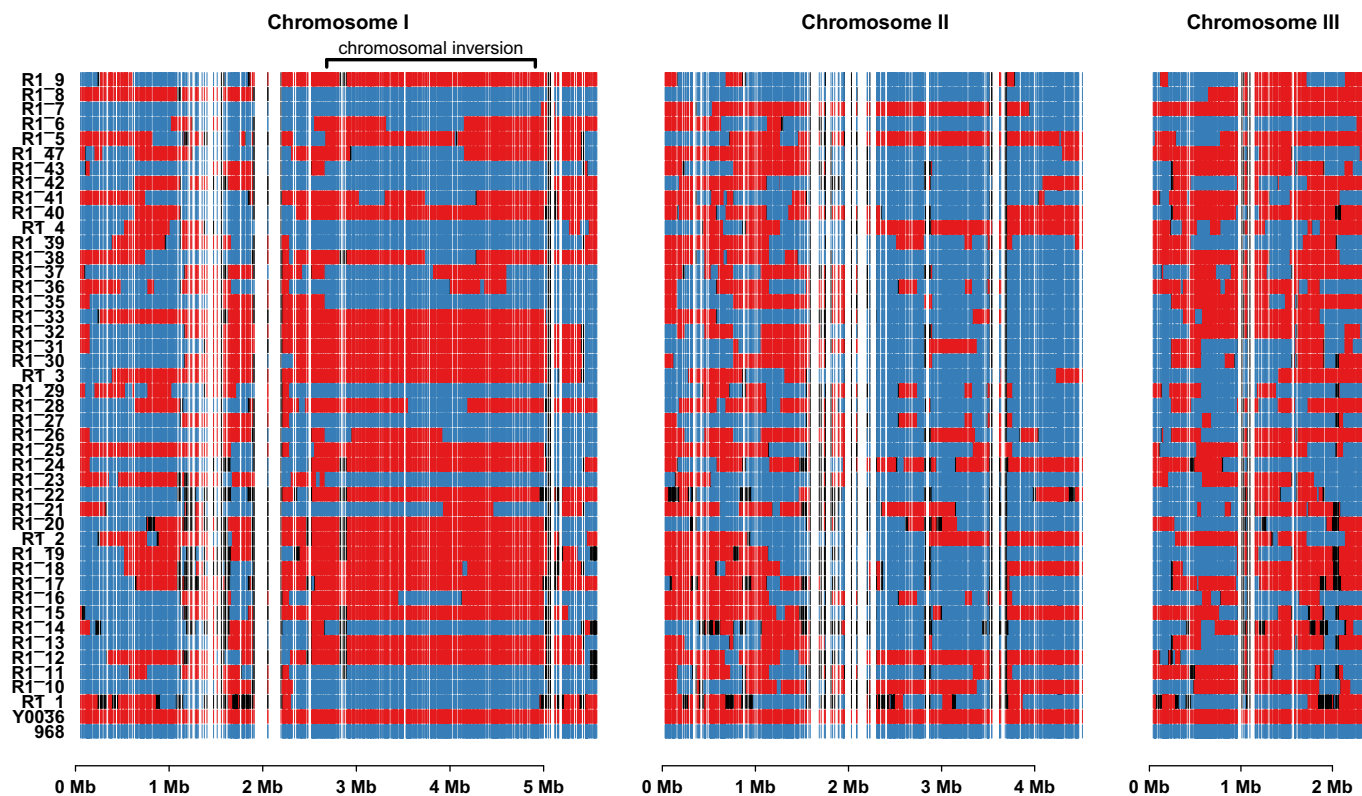 Chromosome I
Chromosome II
Chromosome III
chromosomal inversion
R1_9
R1_8
R1_7
R1_6
R1_5
R1_47
R1_43
R1_42
R1_41
R1_40
R1_4
R1_39
R1_38
R1_37
R1_36
R1_35
R1_33
R1_32
R1_31
R1_30
R1_3
R1_29
R1_28
R1_27
R1_26
R1_25
R1_24
R1_23
R1_22
R1_21
R1_20
R1_2
R1_19
R1_18
R1_17
R1_16
R1_15
R1_14
R1_13
R1_12
R1_11
R1_10
R1_1
Y0036
968
0 Mb 1 Mb 2 Mb 3 Mb 4 Mb 5 Mb
0 Mb 1 Mb 2 Mb 3 Mb 4 Mb
0 Mb 1 Mb 2 Mb